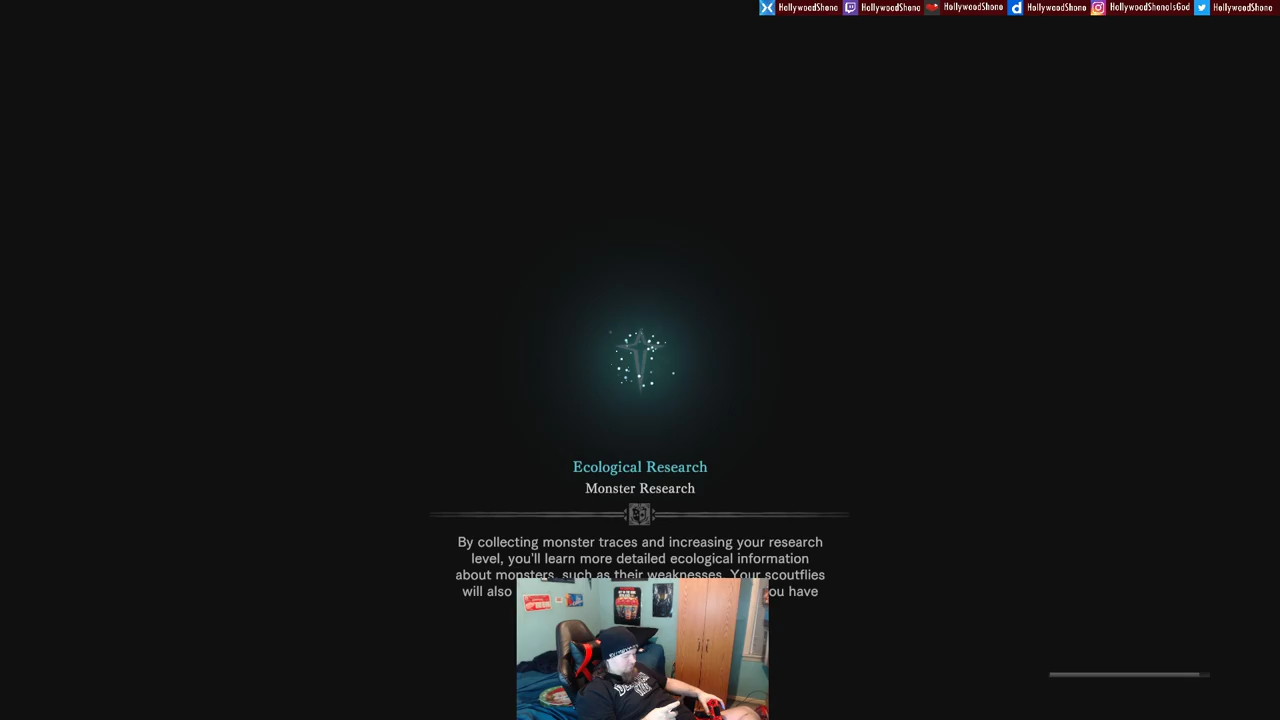 HollywoodShono HollywoodShono HollywoodShono HollywoodShono HollywoodShonoIsGod HollywoodShono
Ecological Research
Monster Research
By collecting monster traces and increasing your research
level, you'll learn more detailed ecological information
about monsters, such as their weaknesses. Your scoutflies
will also ou have